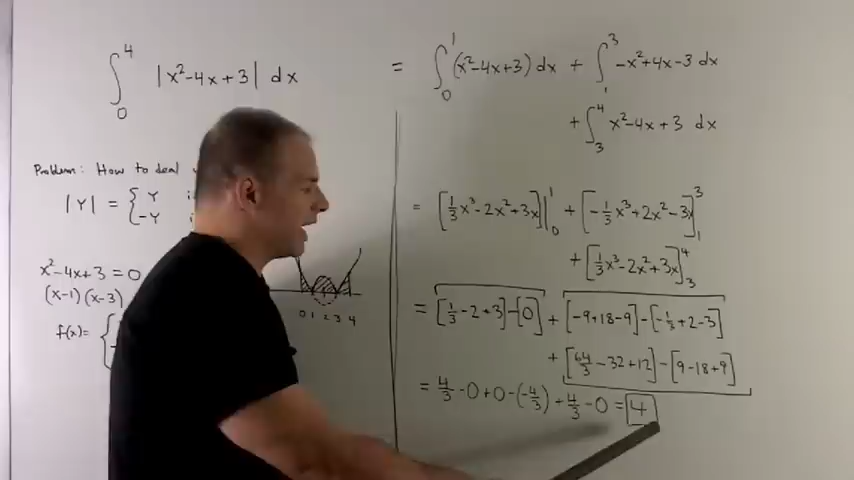 ∫₀⁴ |x²-4x+3| dx
Problem: How to deal
|Y| = { Y
-Y
x²-4x+3=0
(x-1)(x-3)
f(x)= {
0 1 2 3 4
= ∫₀¹ (x²-4x+3) dx + ∫₁³ -x²+4x-3 dx
+ ∫₃⁴ x²-4x+3 dx
= [⅓x³-2x²+3x]|₀¹ + [-⅓x³+2x²-3x]₁³
+ [⅓x³-2x²+3x]₃⁴
= [⅓-2+3]-[0] + [-9+18-9]-[-⅓+2-3]
+ [64/3-32+12]-[9-18+9]
= 4/3-0+0-(-4/3)+4/3-0=4